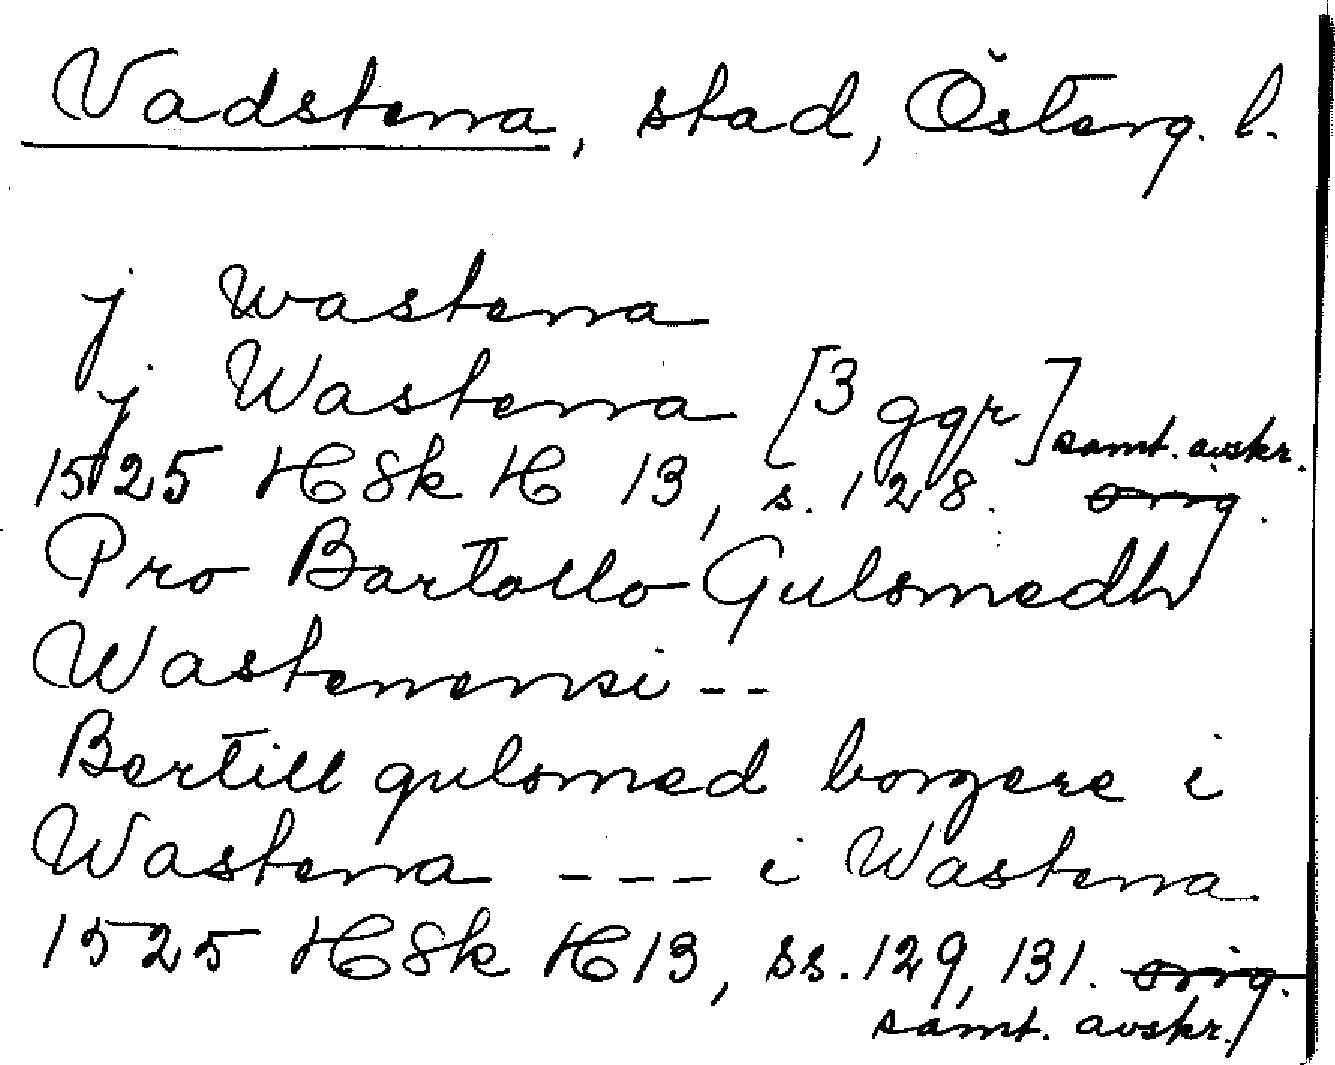 Vadstena, stad, Österg. l.
j wastena
j Wastena [3 ggr] samt. avskr.
1525 HSk H 13, s. 128. orig.
Pro Bartollo Gulsmedh
Wastenensi --
Bertill gulsmed borgere i
Wastena --- i Wastena
1525 HSk H 13, ss. 129, 131. orig.
samt. avskr.